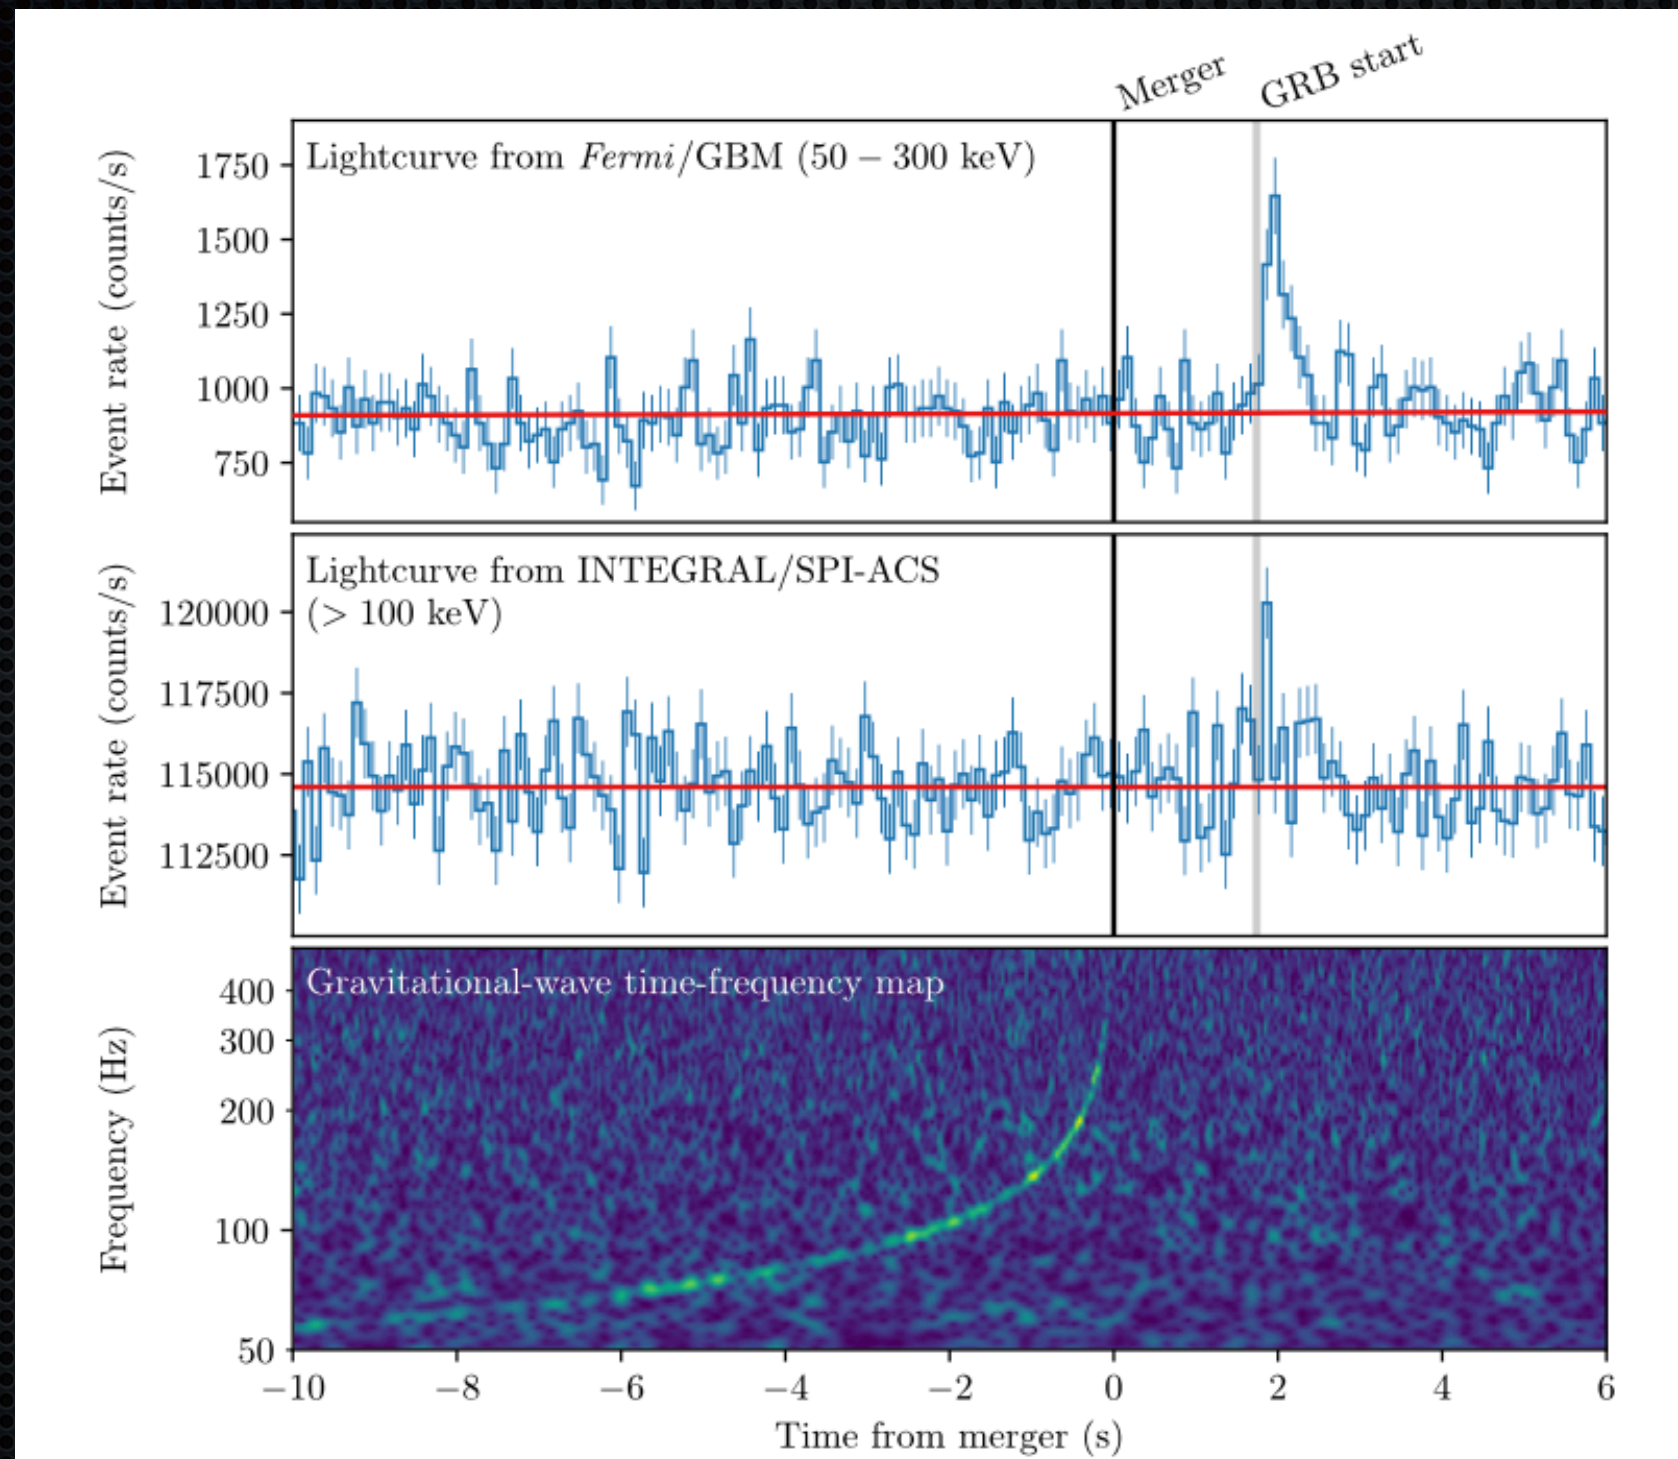 Merger
GRB start
Lightcurve from Fermi/GBM (50 – 300 keV)
Event rate (counts/s)
1750
1500
1250
1000
750
Lightcurve from INTEGRAL/SPI-ACS
(> 100 keV)
Event rate (counts/s)
120000
117500
115000
112500
Gravitational-wave time-frequency map
Frequency (Hz)
400
300
200
100
50
−10 −8 −6 −4 −2 0 2 4 6
Time from merger (s)